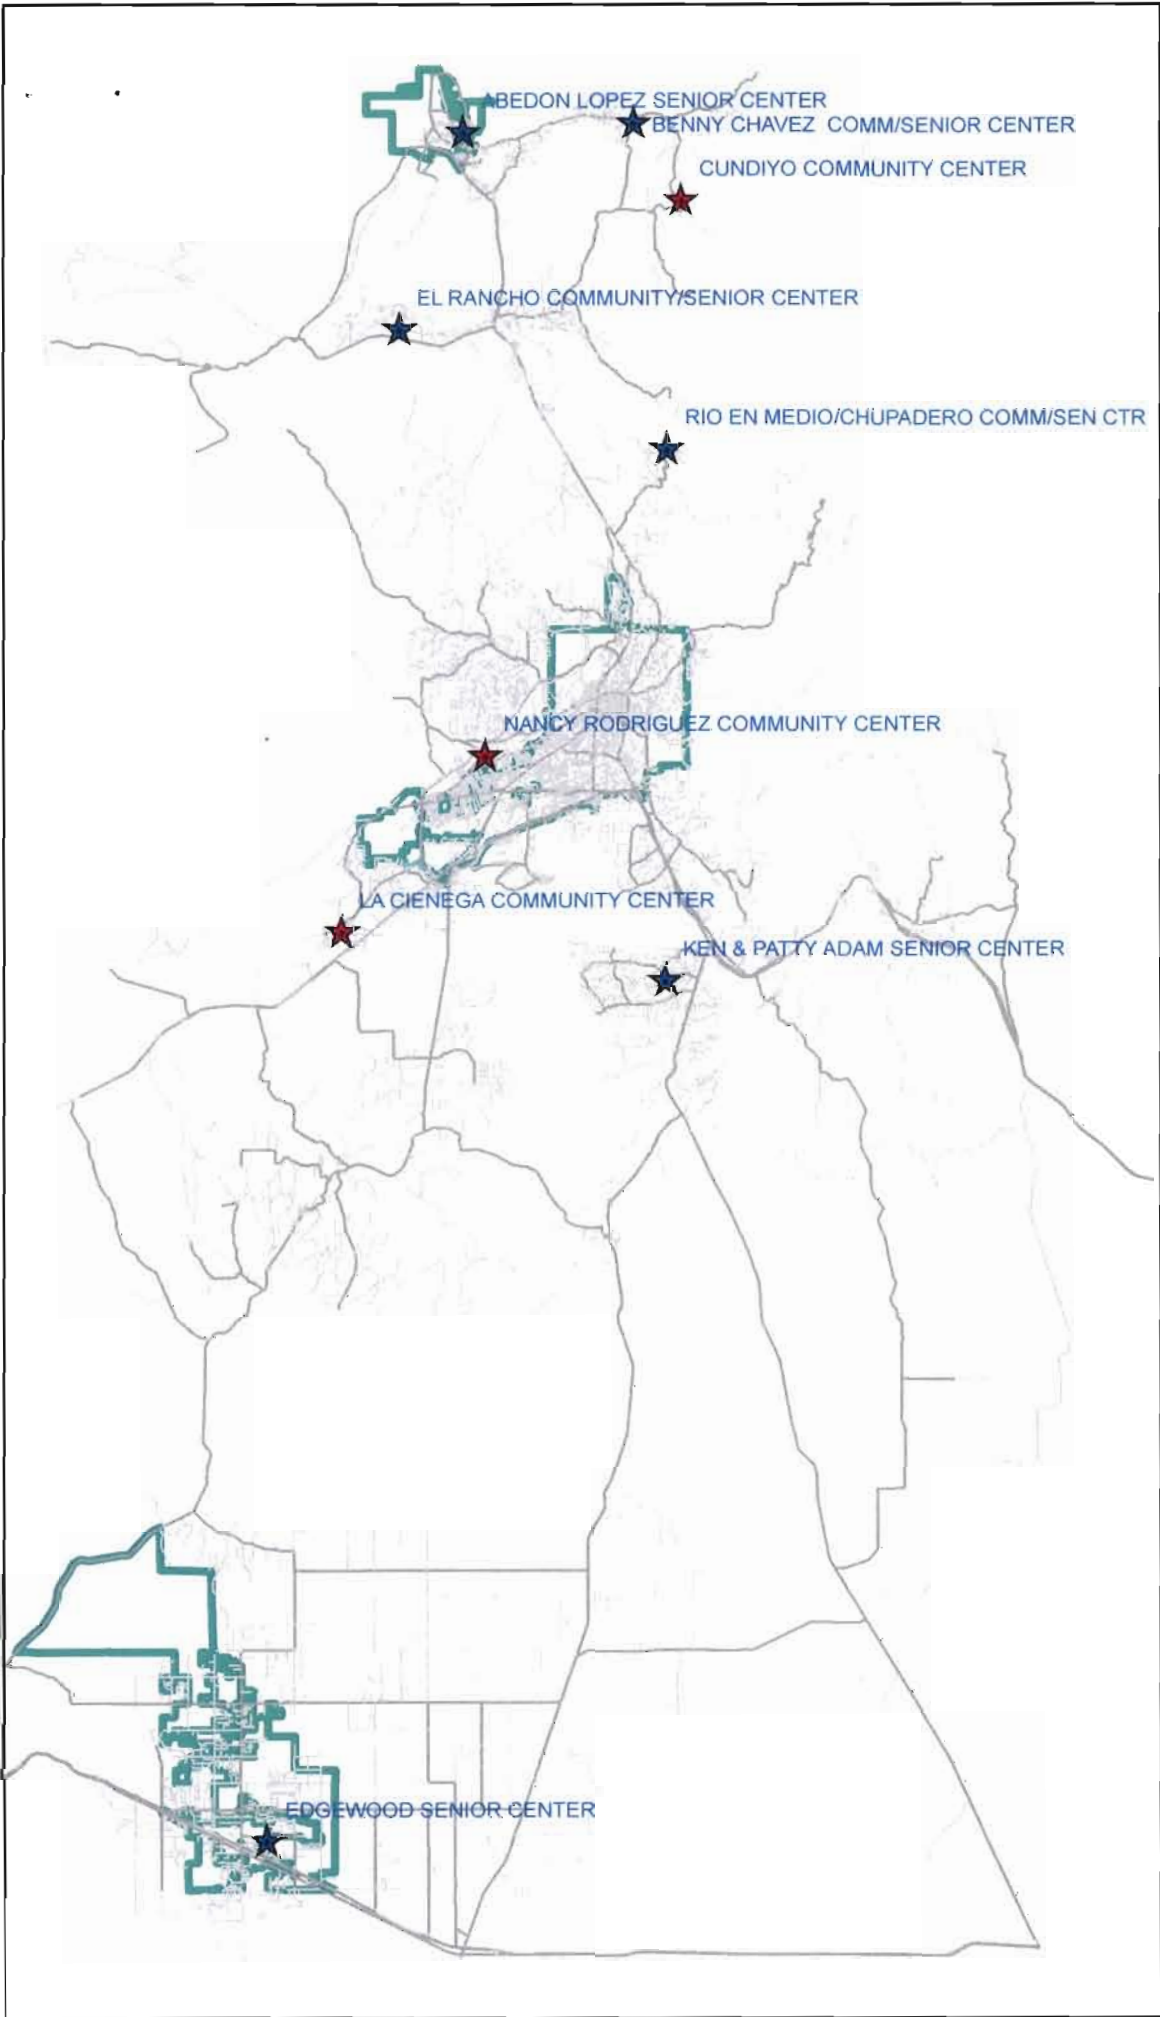 ABEDON LOPEZ SENIOR CENTER
BENNY CHAVEZ COMM/SENIOR CENTER
CUNDIYO COMMUNITY CENTER
EL RANCHO COMMUNITY/SENIOR CENTER
RIO EN MEDIO/CHUPADERO COMM/SEN CTR
NANCY RODRIGUEZ COMMUNITY CENTER
LA CIENEGA COMMUNITY CENTER
KEN & PATTY ADAM SENIOR CENTER
EDGEWOOD SENIOR CENTER